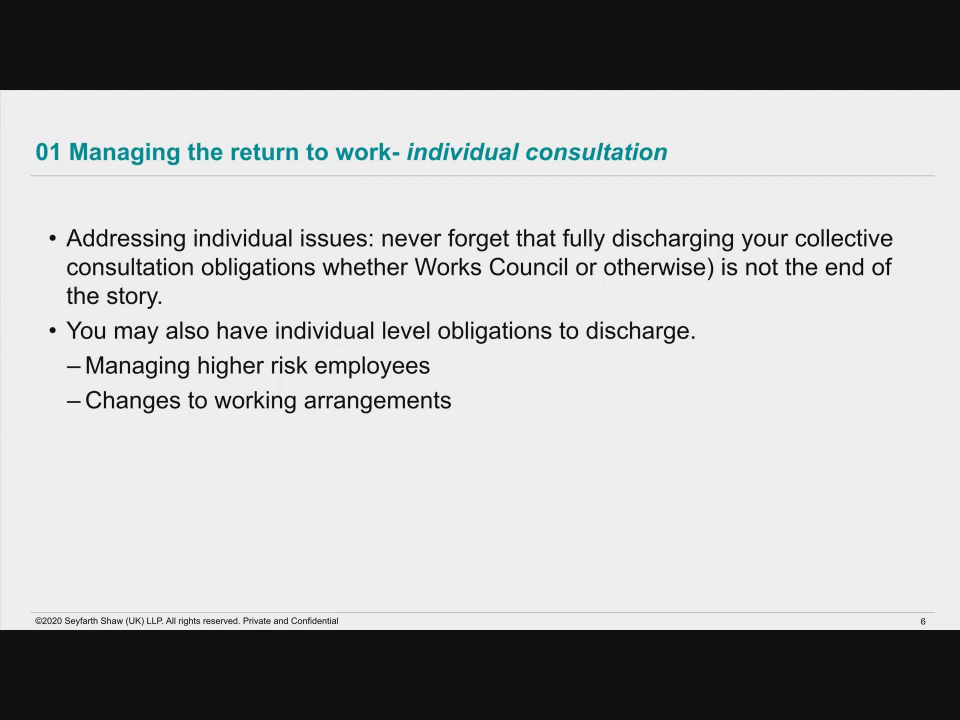 01 Managing the return to work- individual consultation
• Addressing individual issues: never forget that fully discharging your collective
consultation obligations whether Works Council or otherwise) is not the end of
the story.
• You may also have individual level obligations to discharge.
– Managing higher risk employees
– Changes to working arrangements
©2020 Seyfarth Shaw (UK) LLP. All rights reserved. Private and Confidential
6